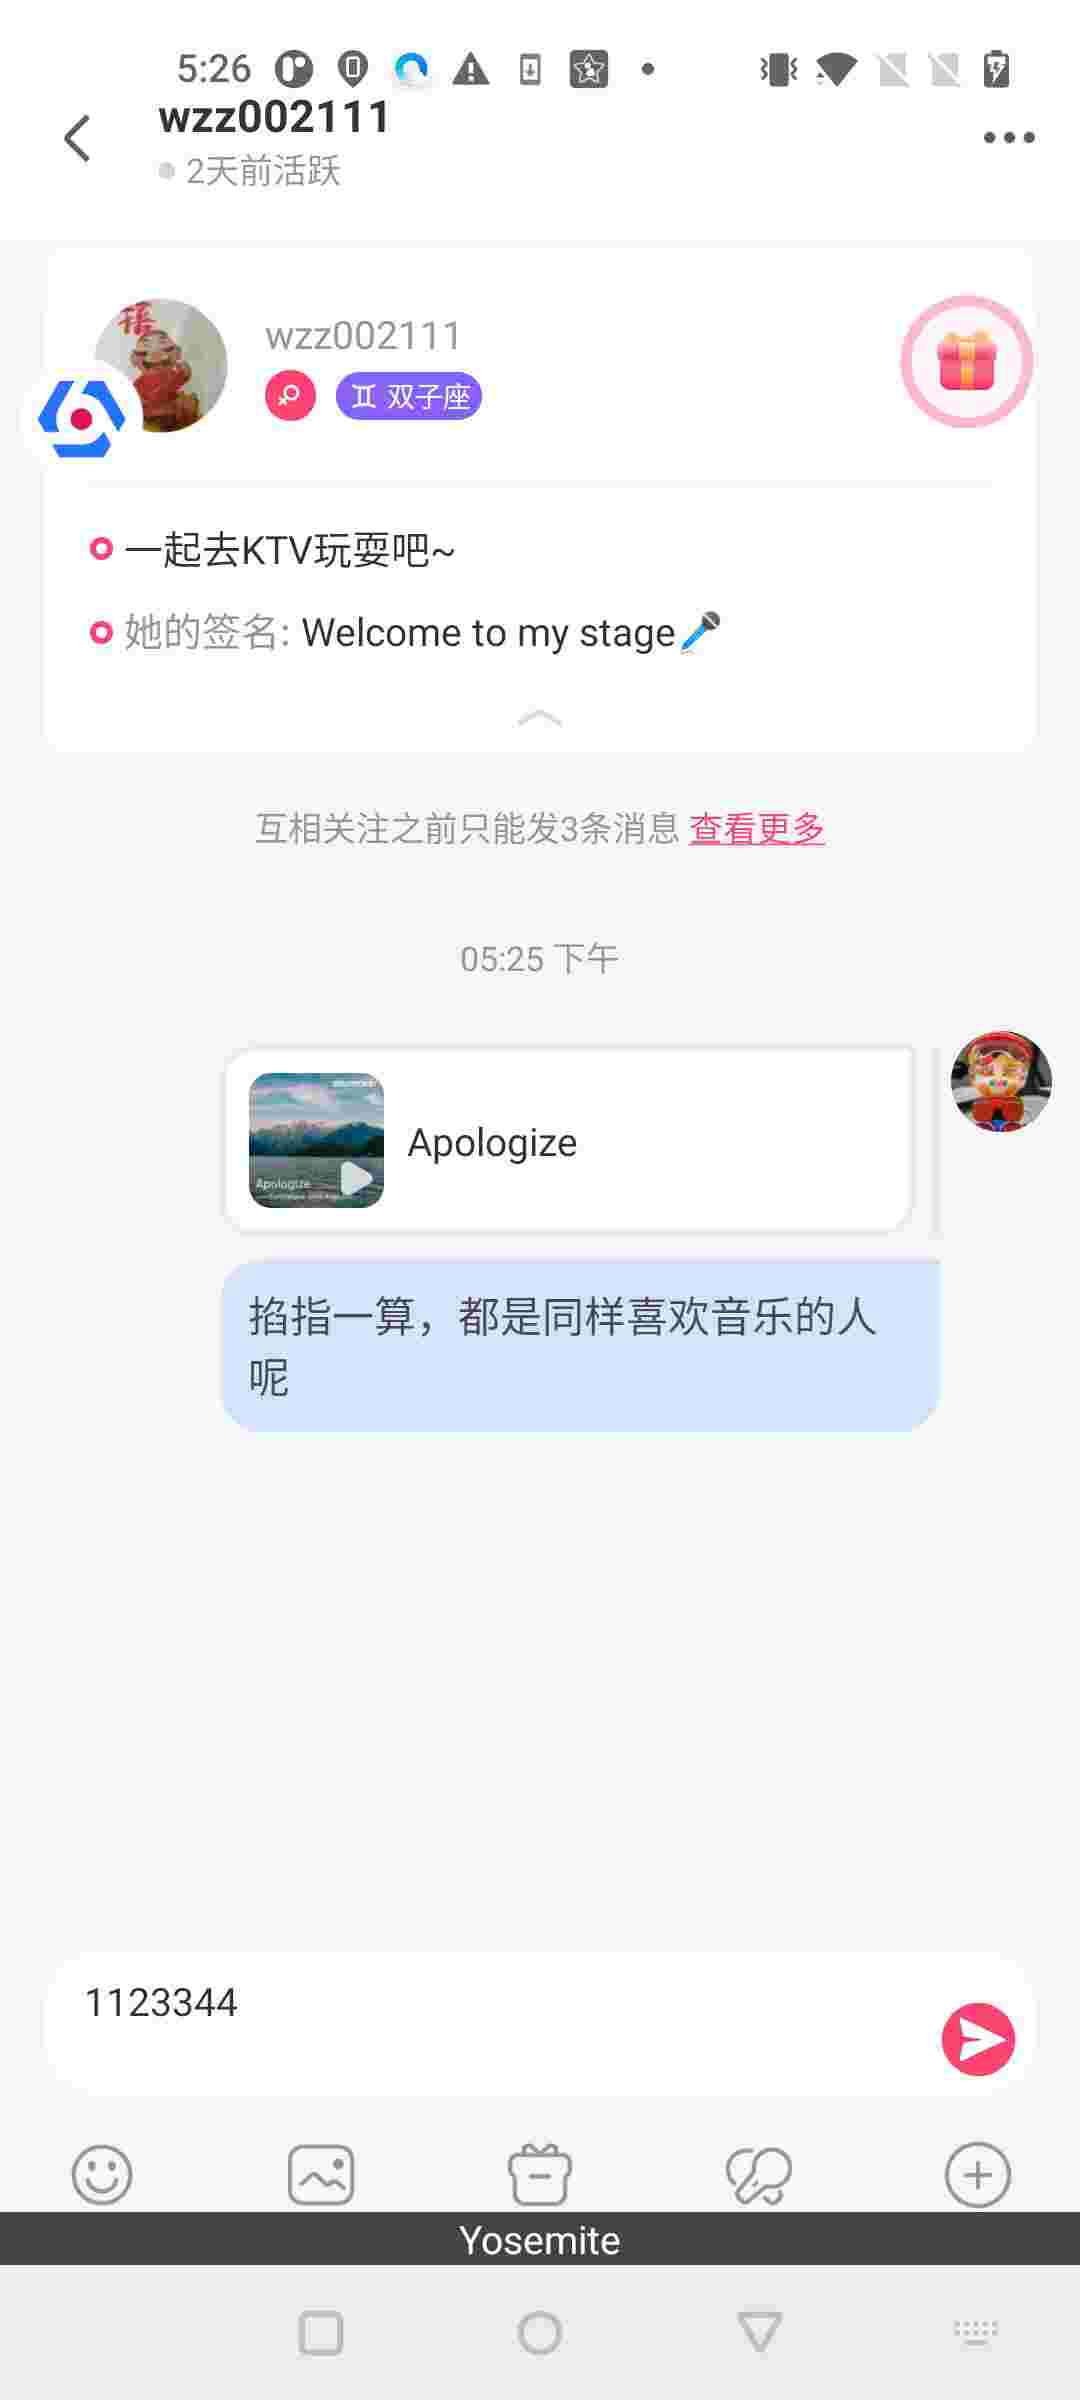 5:26
wzz002111
2天前活跃
wzz002111
双子座
一起去KTV玩耍吧~
她的签名: Welcome to my stage🎤
互相关注之前只能发3条消息 查看更多
05:25 下午
Apologize
Apologize
掐指一算，都是同样喜欢音乐的人
呢
1123344
Yosemite